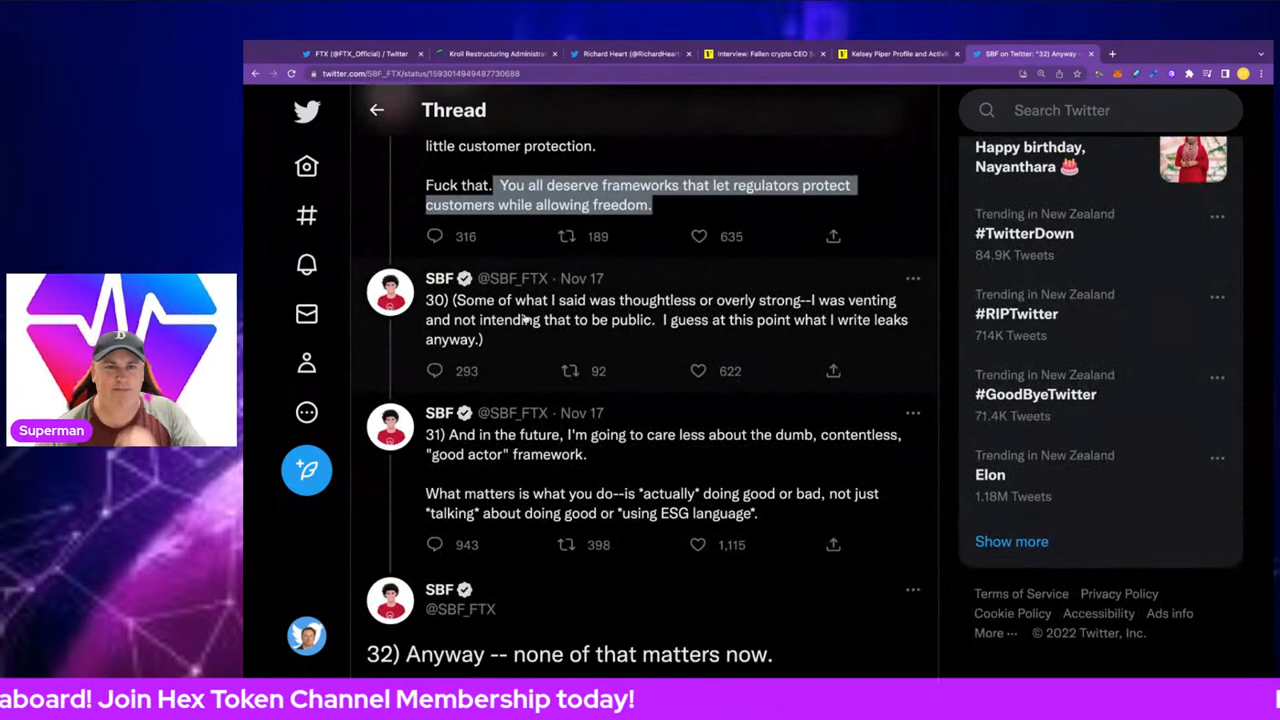 FTX (@FTX_Official) / Twitter
Kroll Restructuring Administrat
Richard Heart (@RichardHeart
Interview: Fallen crypto CEO S
Kelsey Piper Profile and Activit
SBF on Twitter: "32) Anyway --
twitter.com/SBF_FTX/status/1593014949487730688
Thread
Search Twitter
little customer protection.
Fuck that. You all deserve frameworks that let regulators protect
customers while allowing freedom.
316 189 635
SBF @SBF_FTX · Nov 17
30) (Some of what I said was thoughtless or overly strong--I was venting
and not intending that to be public. I guess at this point what I write leaks
anyway.)
293 92 622
SBF @SBF_FTX · Nov 17
31) And in the future, I'm going to care less about the dumb, contentless,
"good actor" framework.
What matters is what you do--is *actually* doing good or bad, not just
*talking* about doing good or *using ESG language*.
943 398 1,115
SBF
@SBF_FTX
32) Anyway -- none of that matters now.
Happy birthday,
Nayanthara 🎂
Trending in New Zealand
#TwitterDown
84.9K Tweets
Trending in New Zealand
#RIPTwitter
714K Tweets
Trending in New Zealand
#GoodByeTwitter
71.4K Tweets
Trending in New Zealand
Elon
1.18M Tweets
Show more
Terms of Service Privacy Policy
Cookie Policy Accessibility Ads info
More ··· © 2022 Twitter, Inc.
D
Superman
aboard! Join Hex Token Channel Membership today!